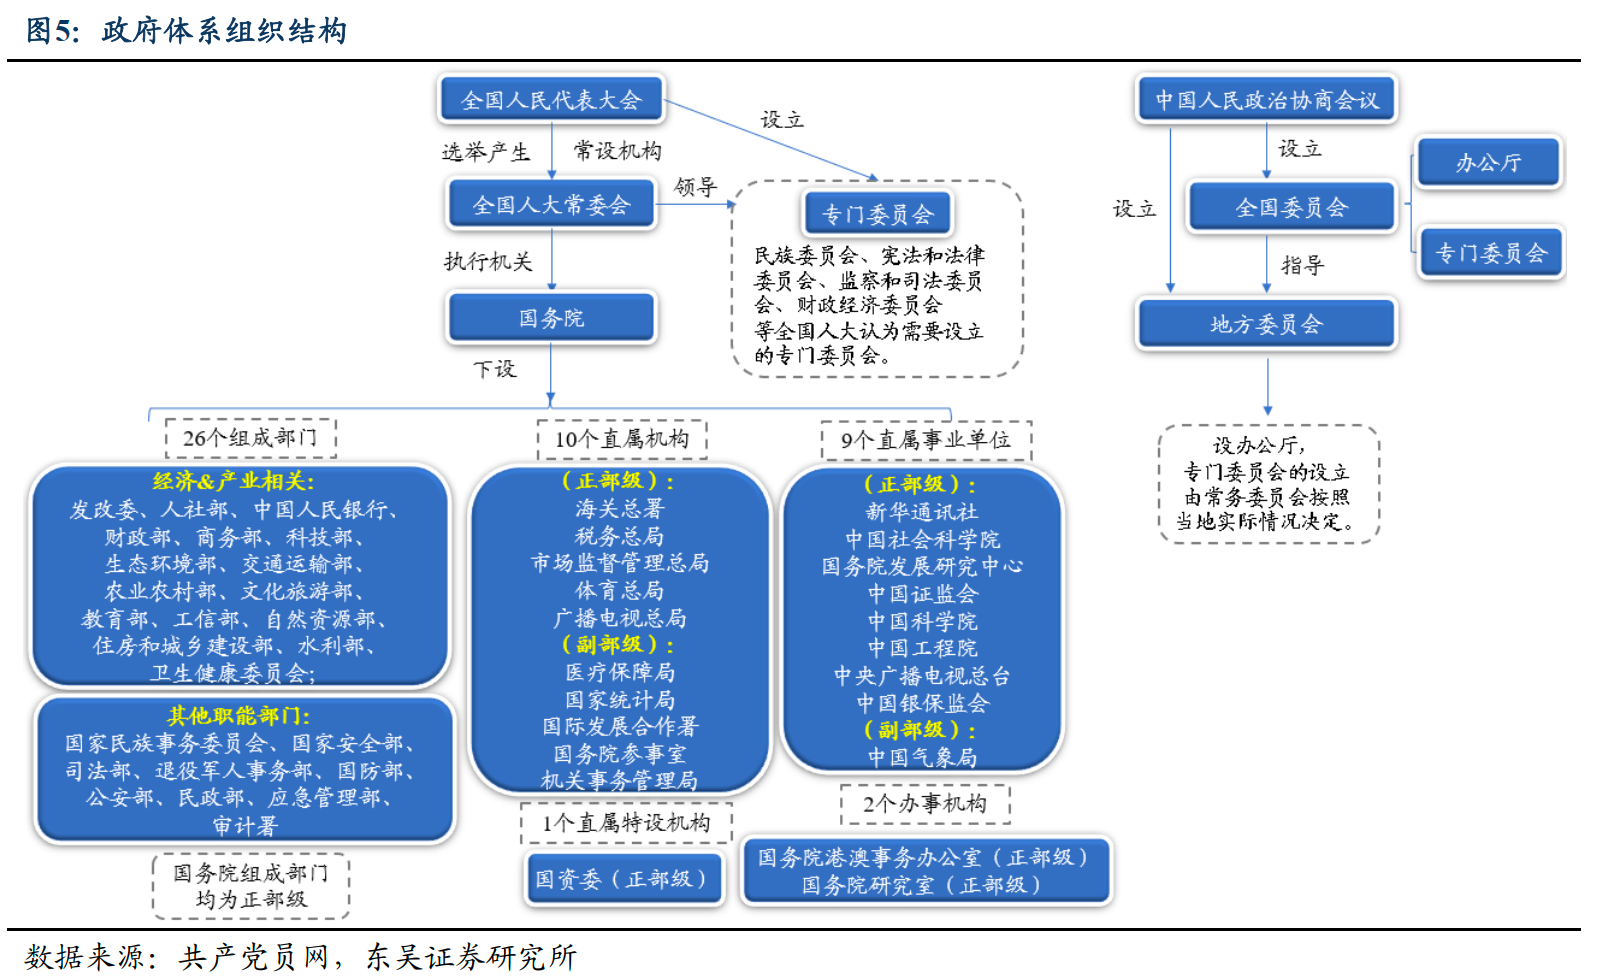 图5：政府体系组织结构
全国人民代表大会
设立
选举产生
常设机构
全国人大常委会
领导
专门委员会
民族委员会、宪法和法律
委员会、监察和司法委员
会、财政经济委员会
等全国人大认为需要设立
的专门委员会。
执行机关
国务院
下设
中国人民政治协商会议
设立
设立
全国委员会
办公厅
专门委员会
指导
地方委员会
设办公厅，
专门委员会的设立
由常务委员会按照
当地实际情况决定。
26个组成部门
经济&产业相关：
发改委、人社部、中国人民银行、
财政部、商务部、科技部、
生态环境部、交通运输部、
农业农村部、文化旅游部、
教育部、工信部、自然资源部、
住房和城乡建设部、水利部、
卫生健康委员会；
其他职能部门：
国家民族事务委员会、国家安全部、
司法部、退役军人事务部、国防部、
公安部、民政部、应急管理部、
审计署
国务院组成部门
均为正部级
10个直属机构
（正部级）：
海关总署
税务总局
市场监督管理总局
体育总局
广播电视总局
（副部级）：
医疗保障局
国家统计局
国际发展合作署
国务院参事室
机关事务管理局
1个直属特设机构
国资委（正部级）
9个直属事业单位
（正部级）：
新华通讯社
中国社会科学院
国务院发展研究中心
中国证监会
中国科学院
中国工程院
中央广播电视总台
中国银保监会
（副部级）：
中国气象局
2个办事机构
国务院港澳事务办公室（正部级）
国务院研究室（正部级）
数据来源：共产党员网，东吴证券研究所